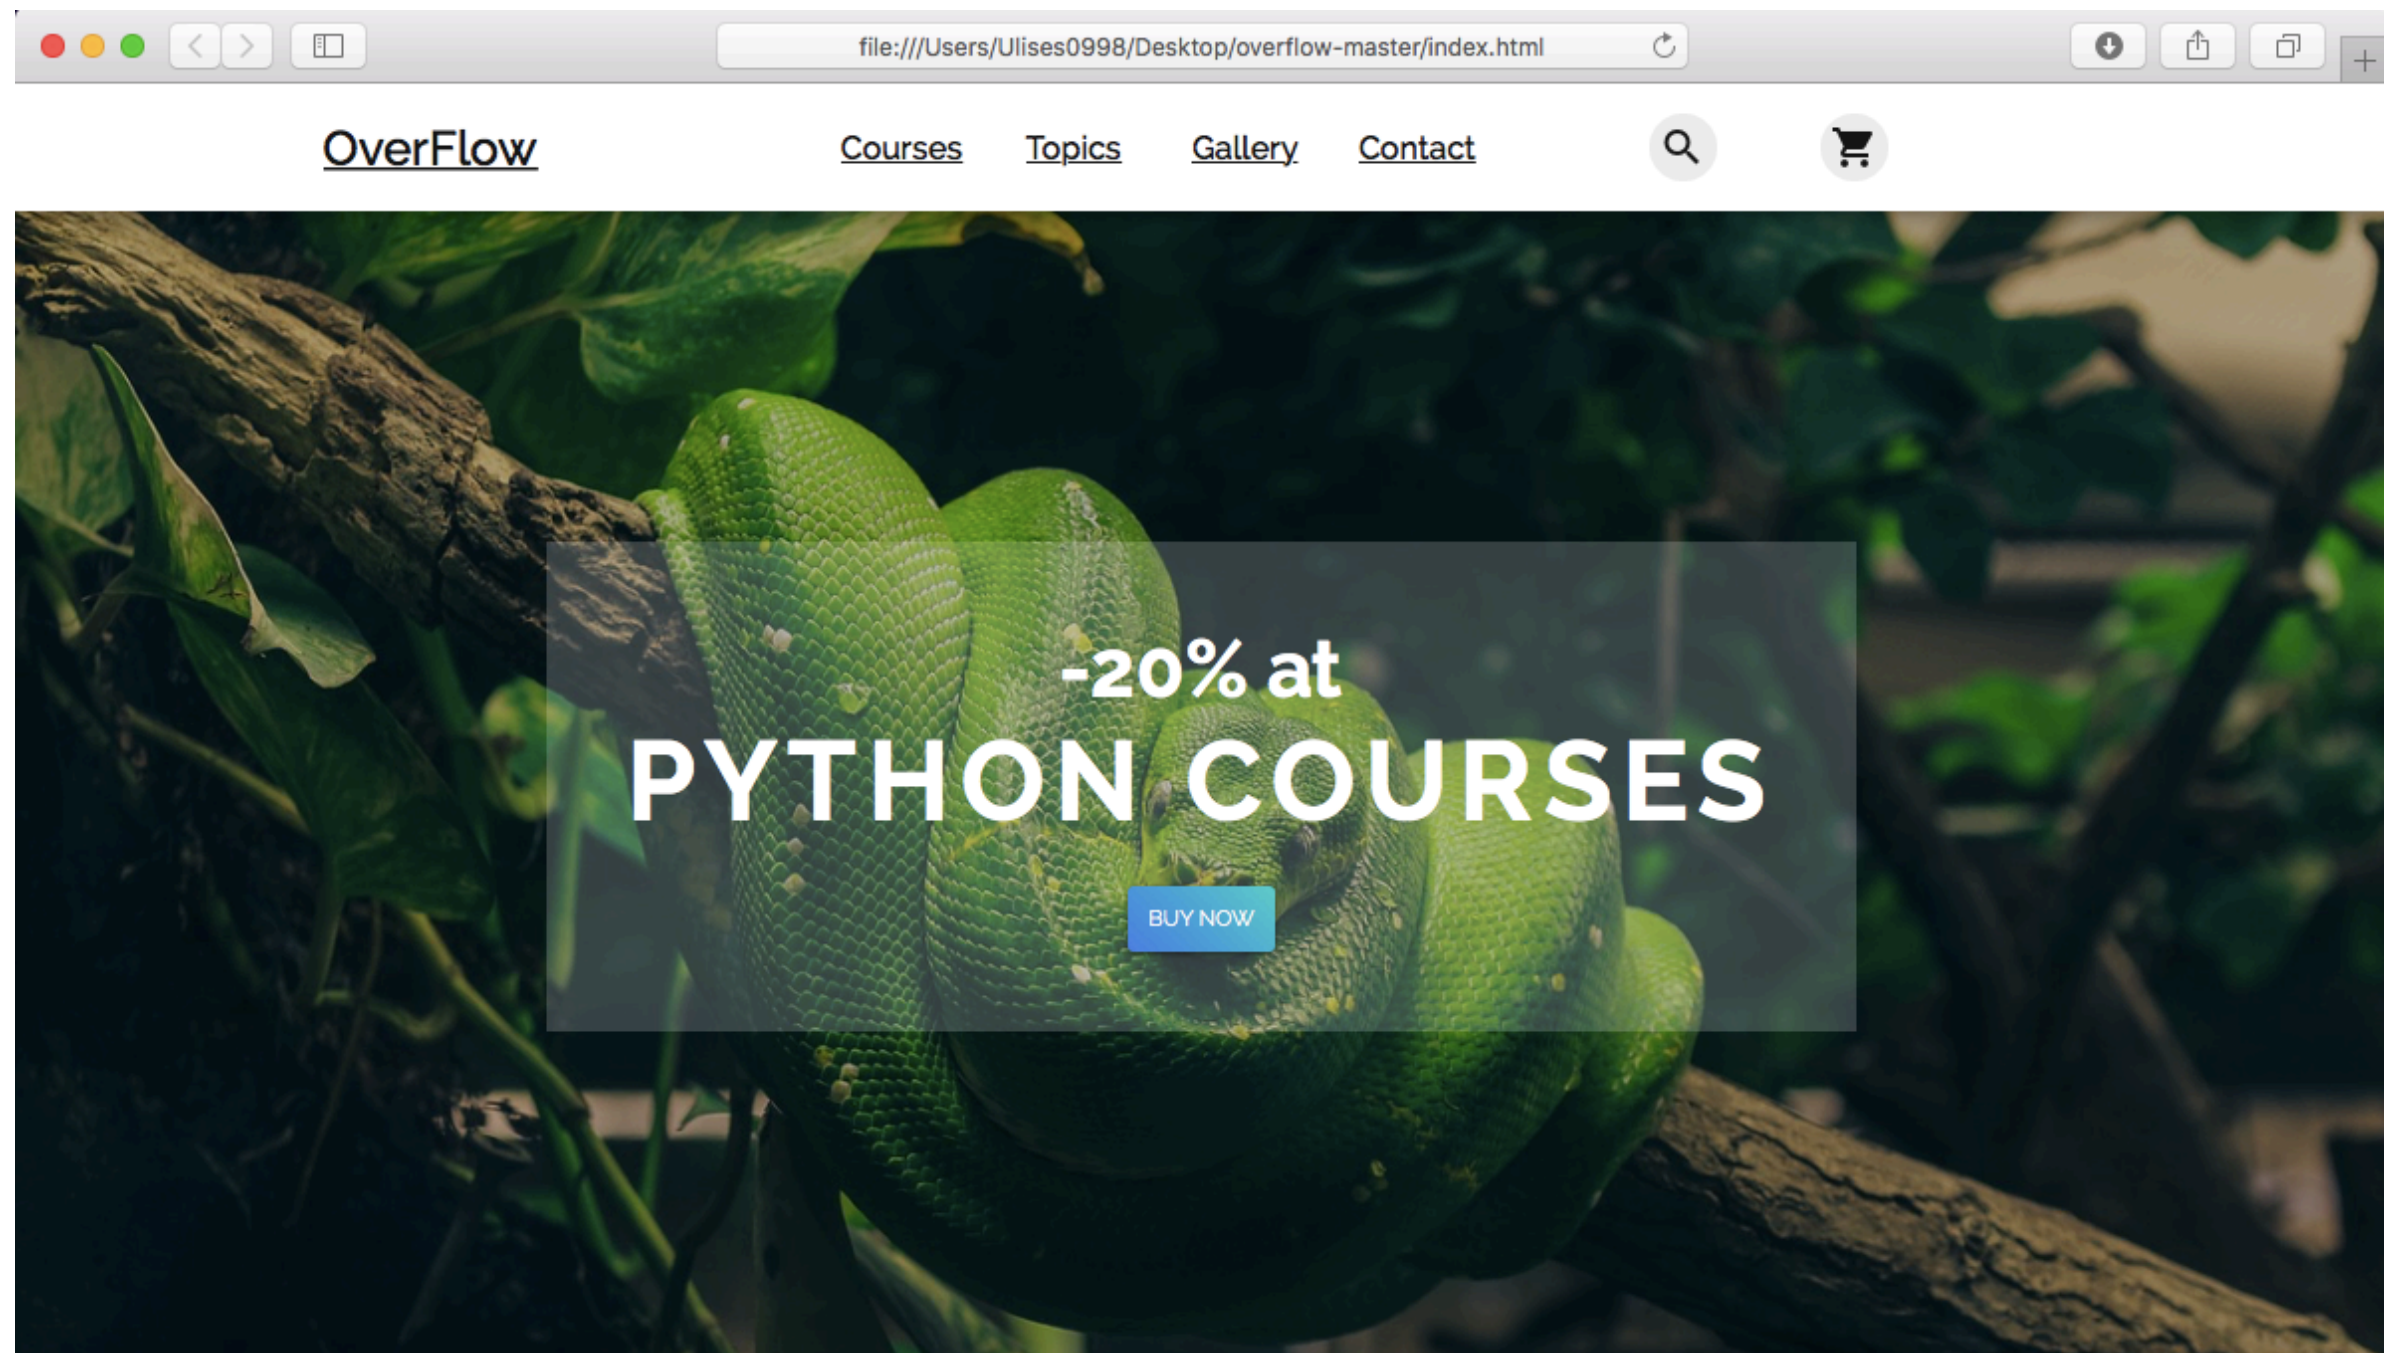 file:///Users/Ulises0998/Desktop/overflow-master/index.html
OverFlow Courses Topics Gallery Contact
-20% at
PYTHON COURSES
BUY NOW